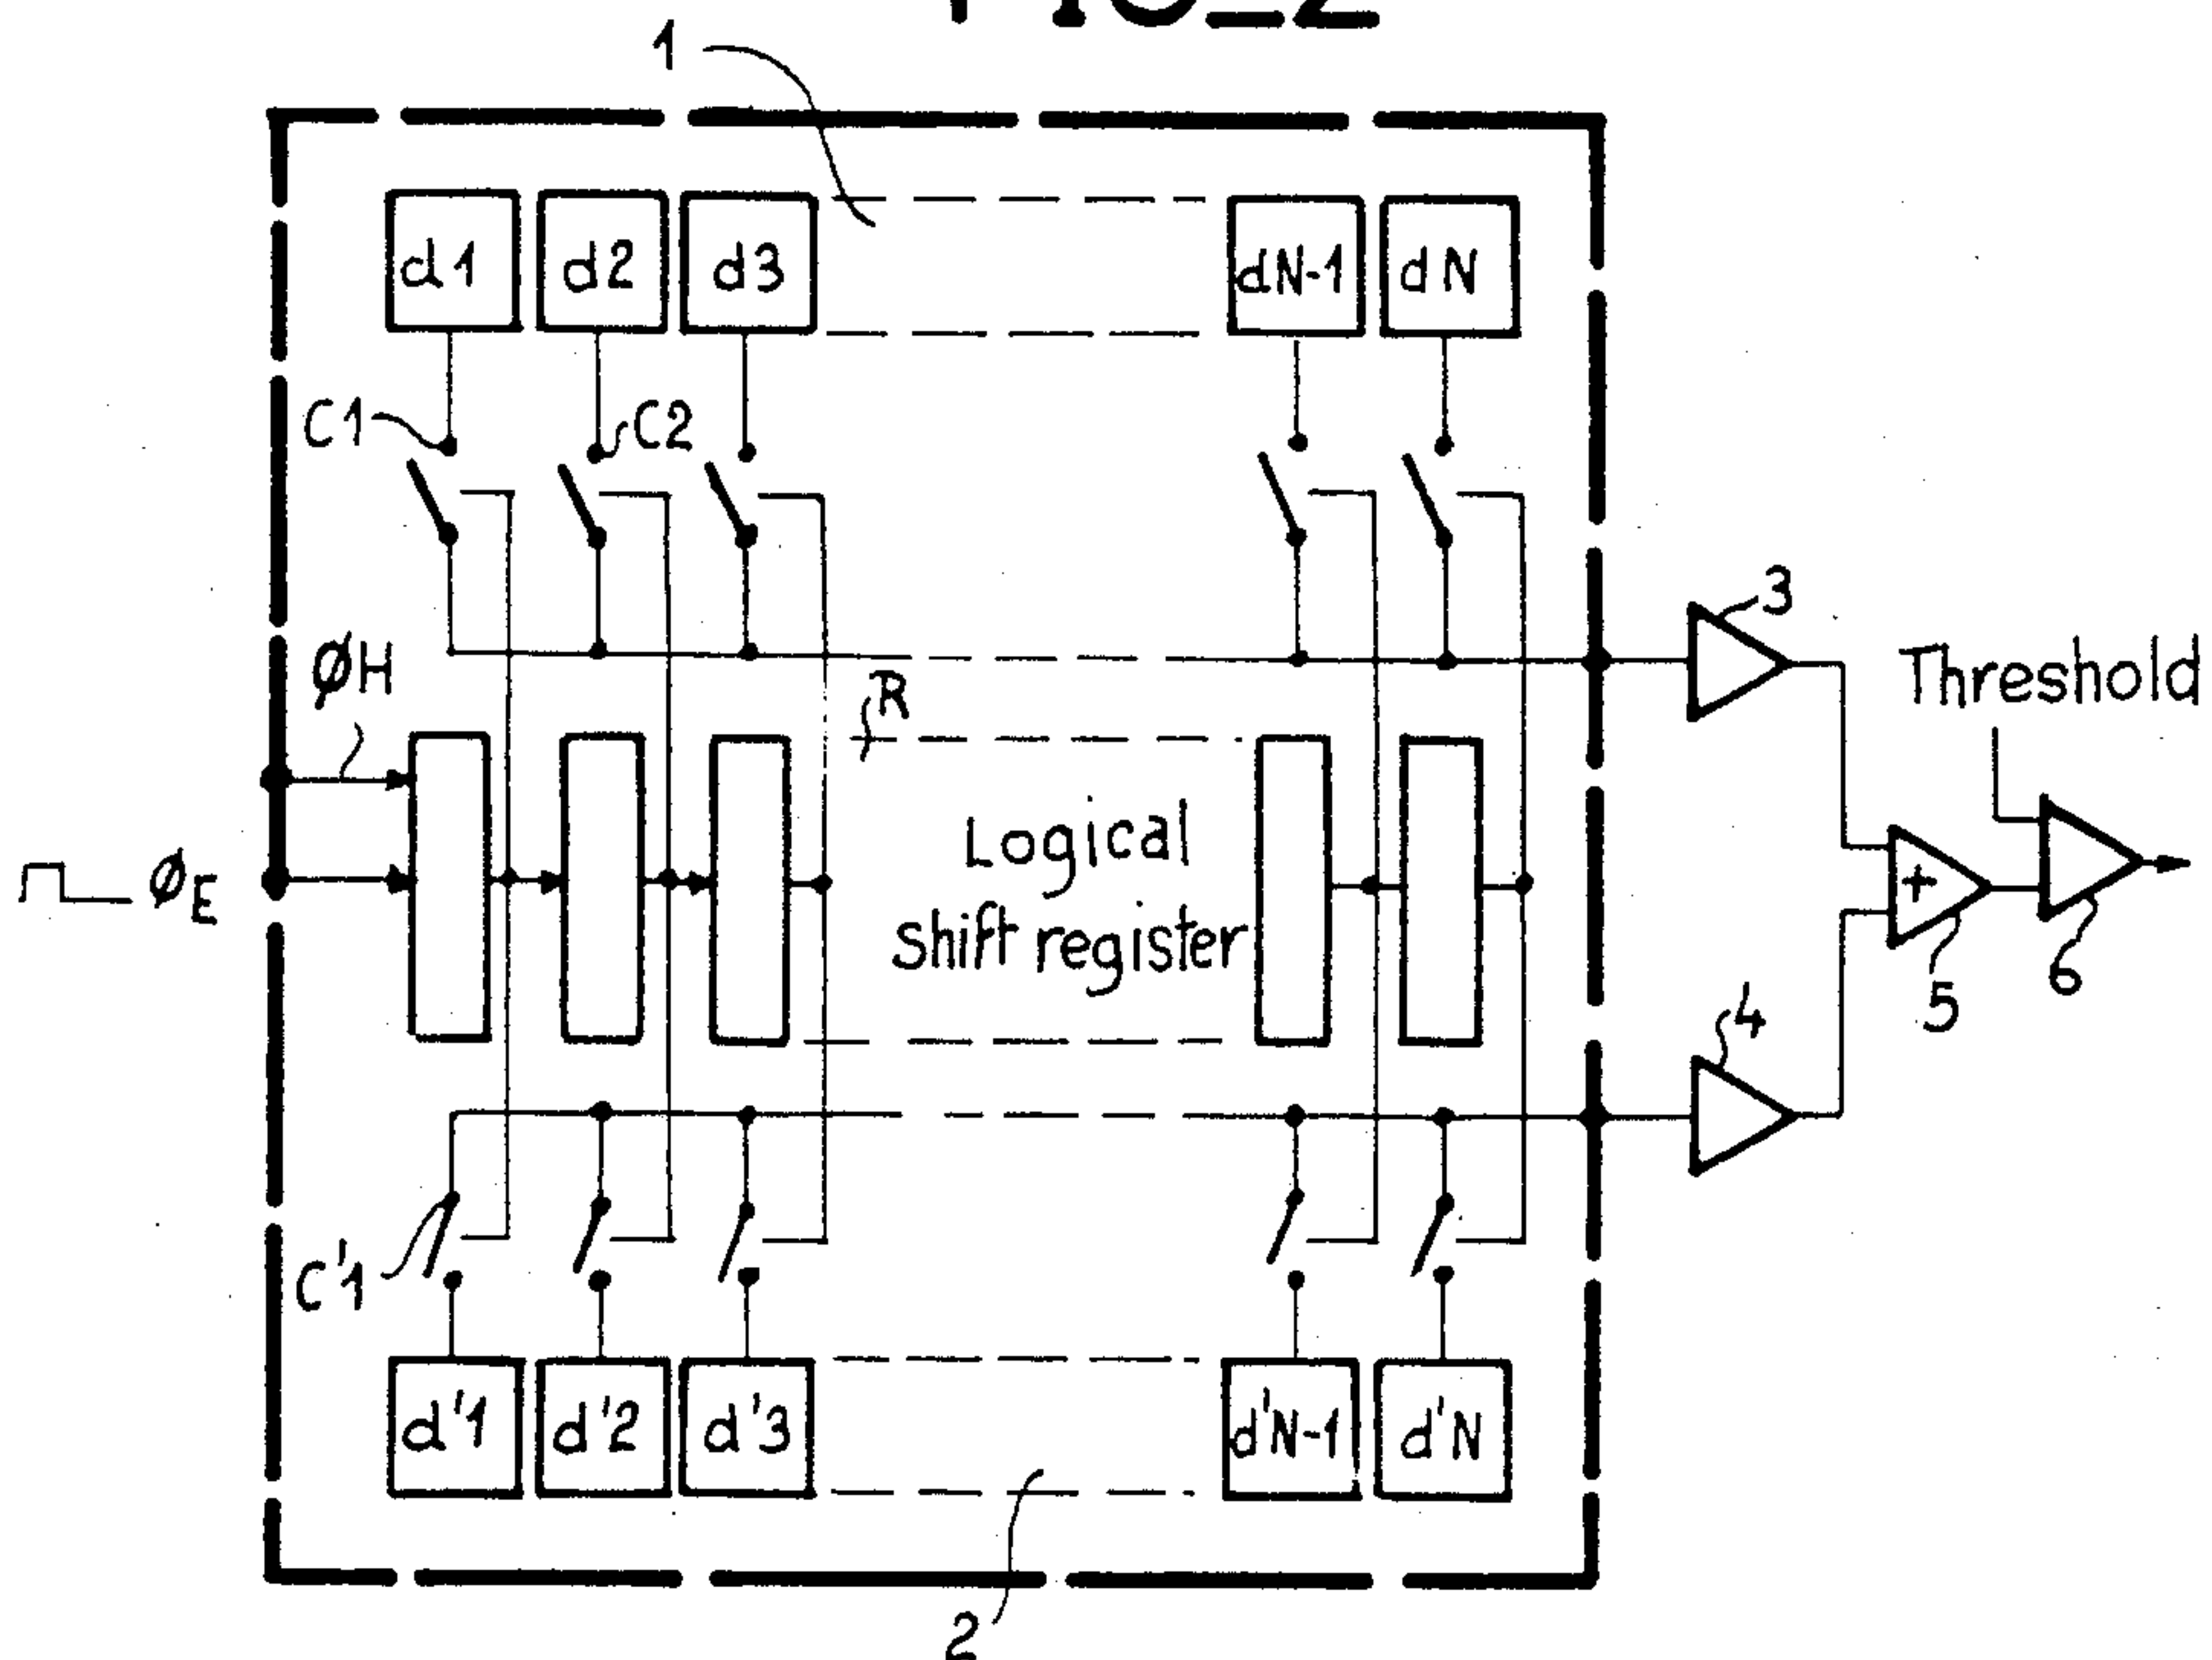 FIG_2
1
d1 d2 d3 dN-1 dN
C1 C2
3
ØH
R
Threshold
Logical
shift register
ØE
+
5
6
4
C'1
d'1 d'2 d'3 d'N-1 d'N
2